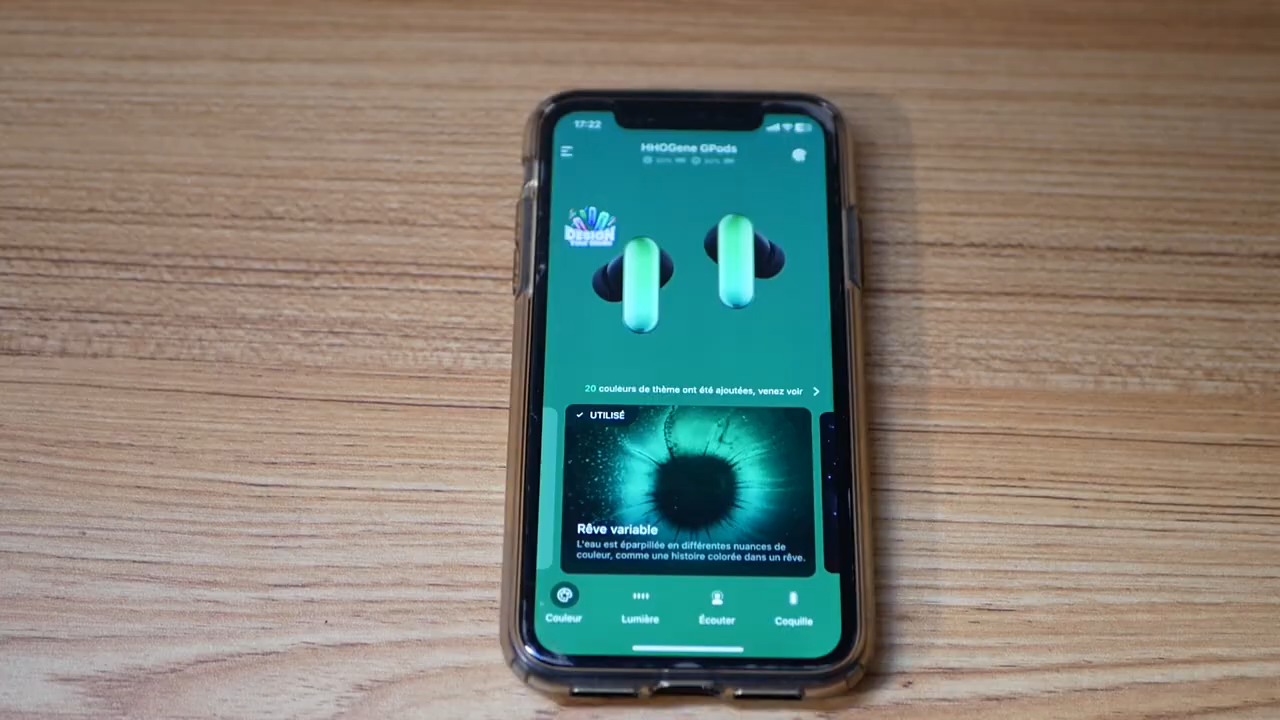 17:22
HHOGene GPods
DESIGN
20 couleurs de thème ont été ajoutées, venez voir
UTILISÉ
Rêve variable
L'eau est éparpillée en différentes nuances de
couleur, comme une histoire colorée dans un rêve.
Couleur
Lumière
Écouter
Coquille